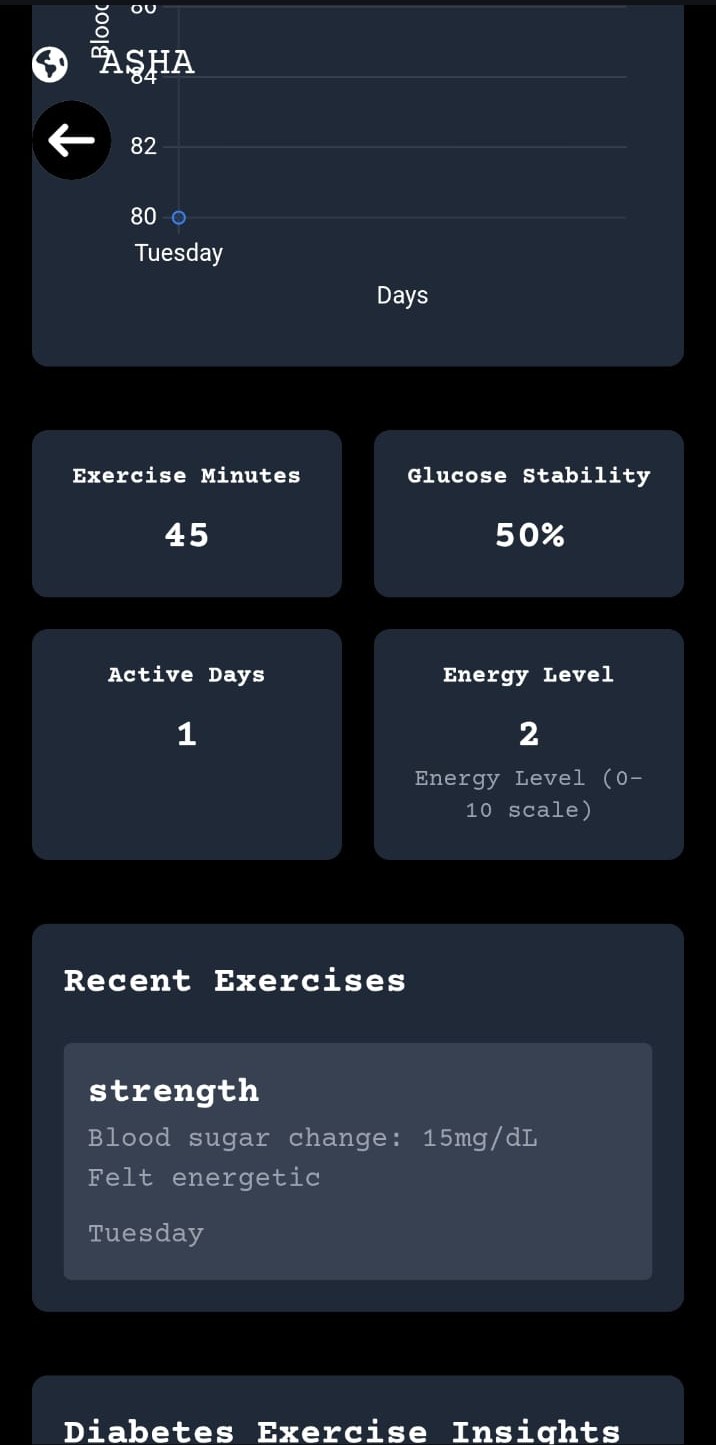 86
Blood
ASHA
84
82
80
Tuesday
Days
Exercise Minutes
45
Glucose Stability
50%
Active Days
1
Energy Level
2
Energy Level (0-
10 scale)
Recent Exercises
strength
Blood sugar change: 15mg/dL
Felt energetic
Tuesday
Diabetes Exercise Insights